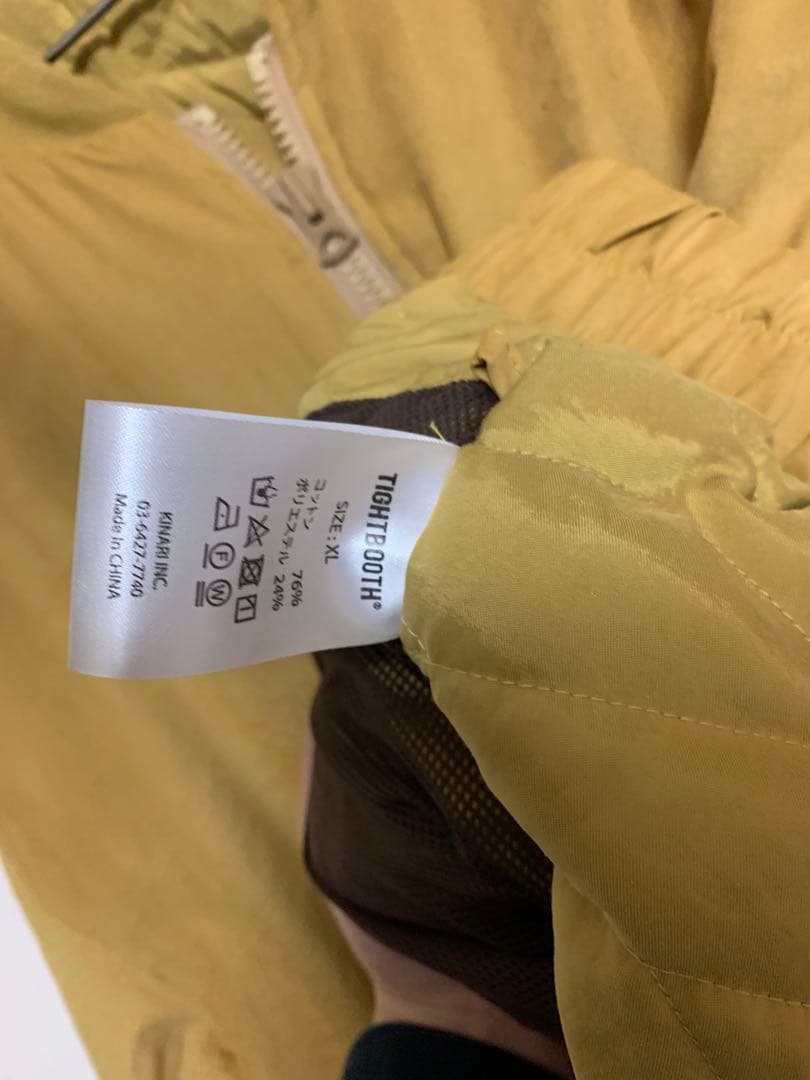 TIGHTBOOTH®
SIZE : XL
コットン 76%
ポリエステル 24%
F W
KINARI INC.
03-6427-7740
Made In CHINA